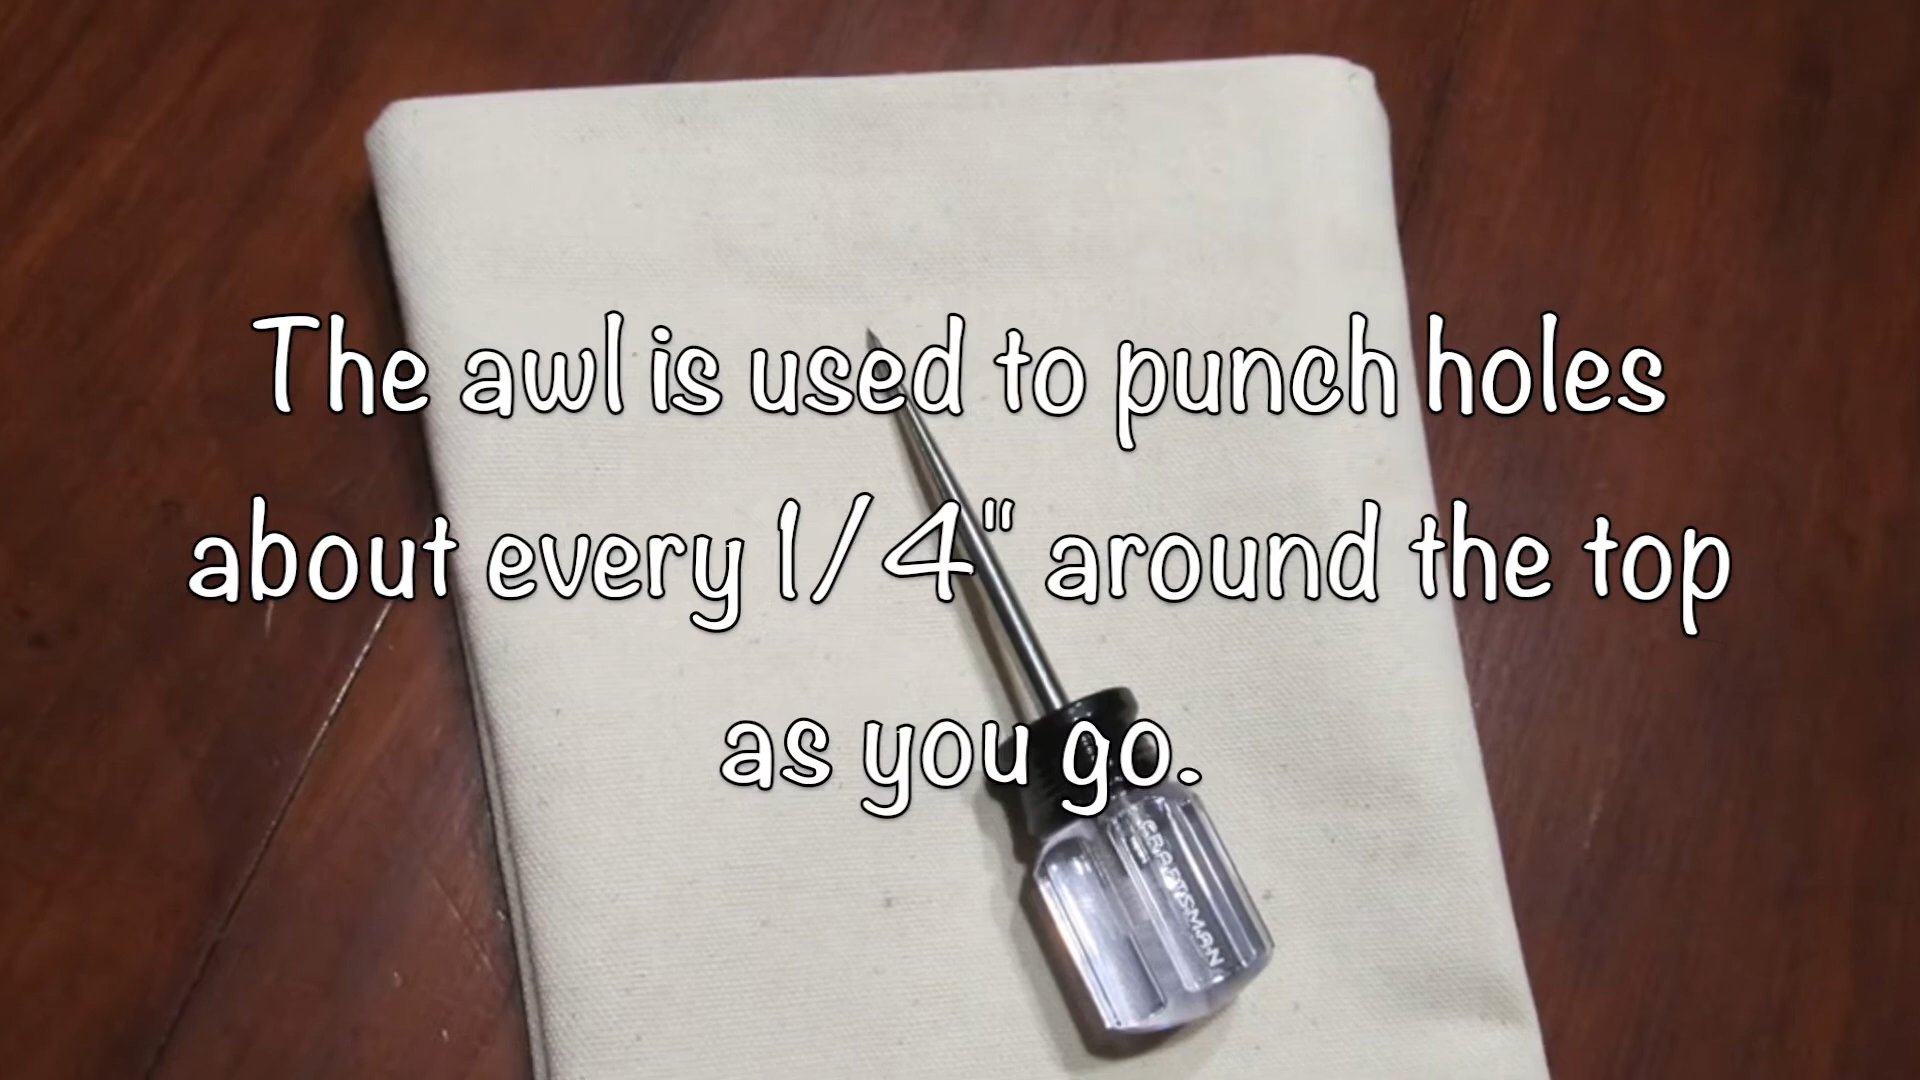 The awl is used to punch holes
about every 1/4" around the top
as you go.
CRAFTSMAN